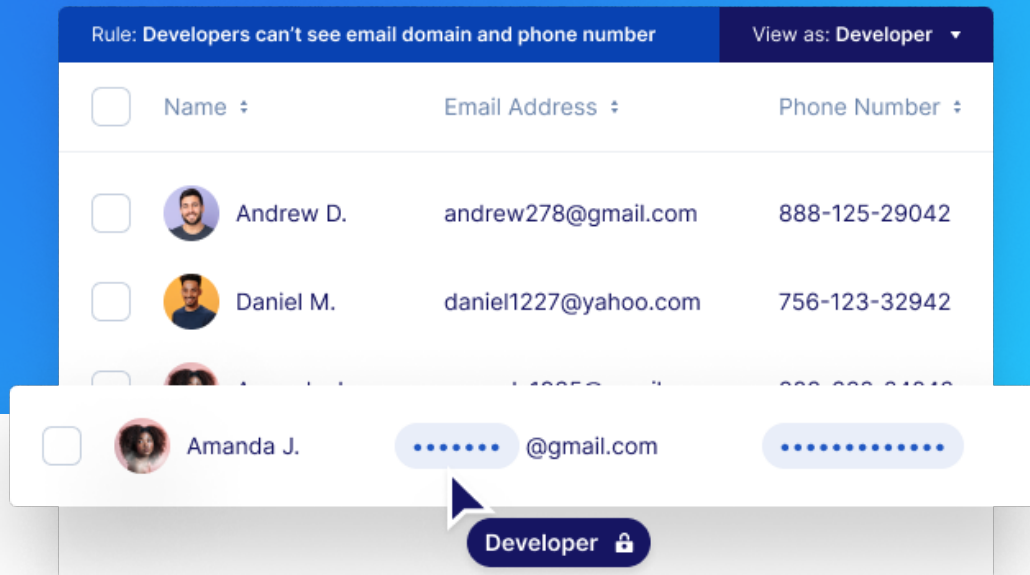 Rule: Developers can't see email domain and phone number View as: Developer
Name Email Address Phone Number
Andrew D. andrew278@gmail.com 888-125-29042
Daniel M. daniel1227@yahoo.com 756-123-32942
Amanda J. ••••••• @gmail.com •••••••••••••
Developer